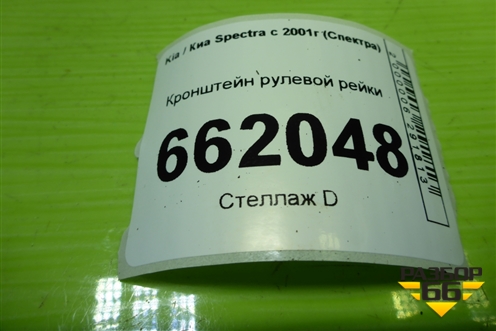 Kia / Киа Spectra с 2001г (Спектра)
Кронштейн рулевой рейки
662048
Стеллаж D
РАЗБОР
66